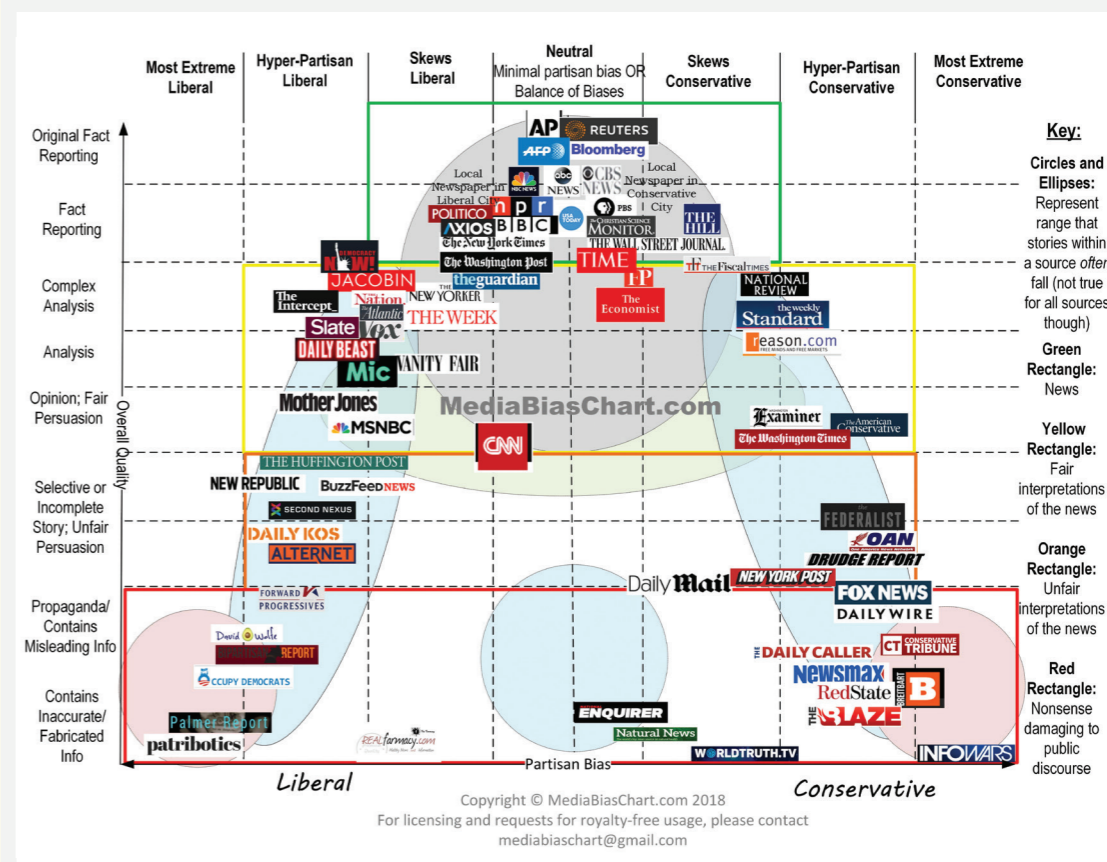 Most Extreme
Liberal
Hyper-Partisan
Liberal
Skews
Liberal
Neutral
Minimal partisan bias OR
Balance of Biases
Skews
Conservative
Hyper-Partisan
Conservative
Most Extreme
Conservative
Original Fact
Reporting
Fact
Reporting
Complex
Analysis
Analysis
Opinion; Fair
Persuasion
Selective or
Incomplete
Story; Unfair
Persuasion
Propaganda/
Contains
Misleading Info
Contains
Inaccurate/
Fabricated
Info
Overall Quality
AP
REUTERS
AFP
Bloomberg
Local
Newspaper in
Liberal City
NBC NEWS
abc
NEWS
CBS
NEWS
Local
Newspaper in
Conservative
City
POLITICO
npr
USA
TODAY
PBS
THE
HILL
AXIOS
BBC
The CHRISTIAN SCIENCE
MONITOR
The New York Times
THE WALL STREET JOURNAL.
DEMOCRACY
NOW!
The Washington Post
TIME
THE FISCAL TIMES
JACOBIN
theguardian
FP
NATIONAL
REVIEW
The
Intercept_
The
Nation.
THE
NEW YORKER
The
Economist
the weekly
Standard
The
Atlantic
THE WEEK
Slate
Vox
reason.com
FREE MINDS AND FREE MARKETS
DAILY BEAST
Mic
VANITY FAIR
Mother Jones
MediaBiasChart.com
MSNBC
CNN
Examiner
The American
Conservative
The Washington Times
THE HUFFINGTON POST
NEW REPUBLIC
BuzzFeed NEWS
SECOND NEXUS
the
FEDERALIST
DAILY KOS
ALTERNET
OAN
DRUDGE REPORT
Daily Mail
NEW YORK POST
FORWARD
PROGRESSIVES
FOX NEWS
DAILY WIRE
David Wolfe
REPORT
THE DAILY CALLER
CT CONSERVATIVE
TRIBUNE
OCCUPY DEMOCRATS
Newsmax
RedState
BREITBART
B
Palmer Report
ENQUIRER
THE BLAZE
patribotics
REALfarmacy.com
Natural News
WORLDTRUTH.TV
INFOWARS
Partisan Bias
Liberal
Conservative
Key:
Circles and
Ellipses:
Represent
range that
stories within
a source often
fall (not true
for all sources
though)
Green
Rectangle:
News
Yellow
Rectangle:
Fair
interpretations
of the news
Orange
Rectangle:
Unfair
interpretations
of the news
Red
Rectangle:
Nonsense
damaging to
public
discourse
Copyright © MediaBiasChart.com 2018
For licensing and requests for royalty-free usage, please contact
mediabiaschart@gmail.com